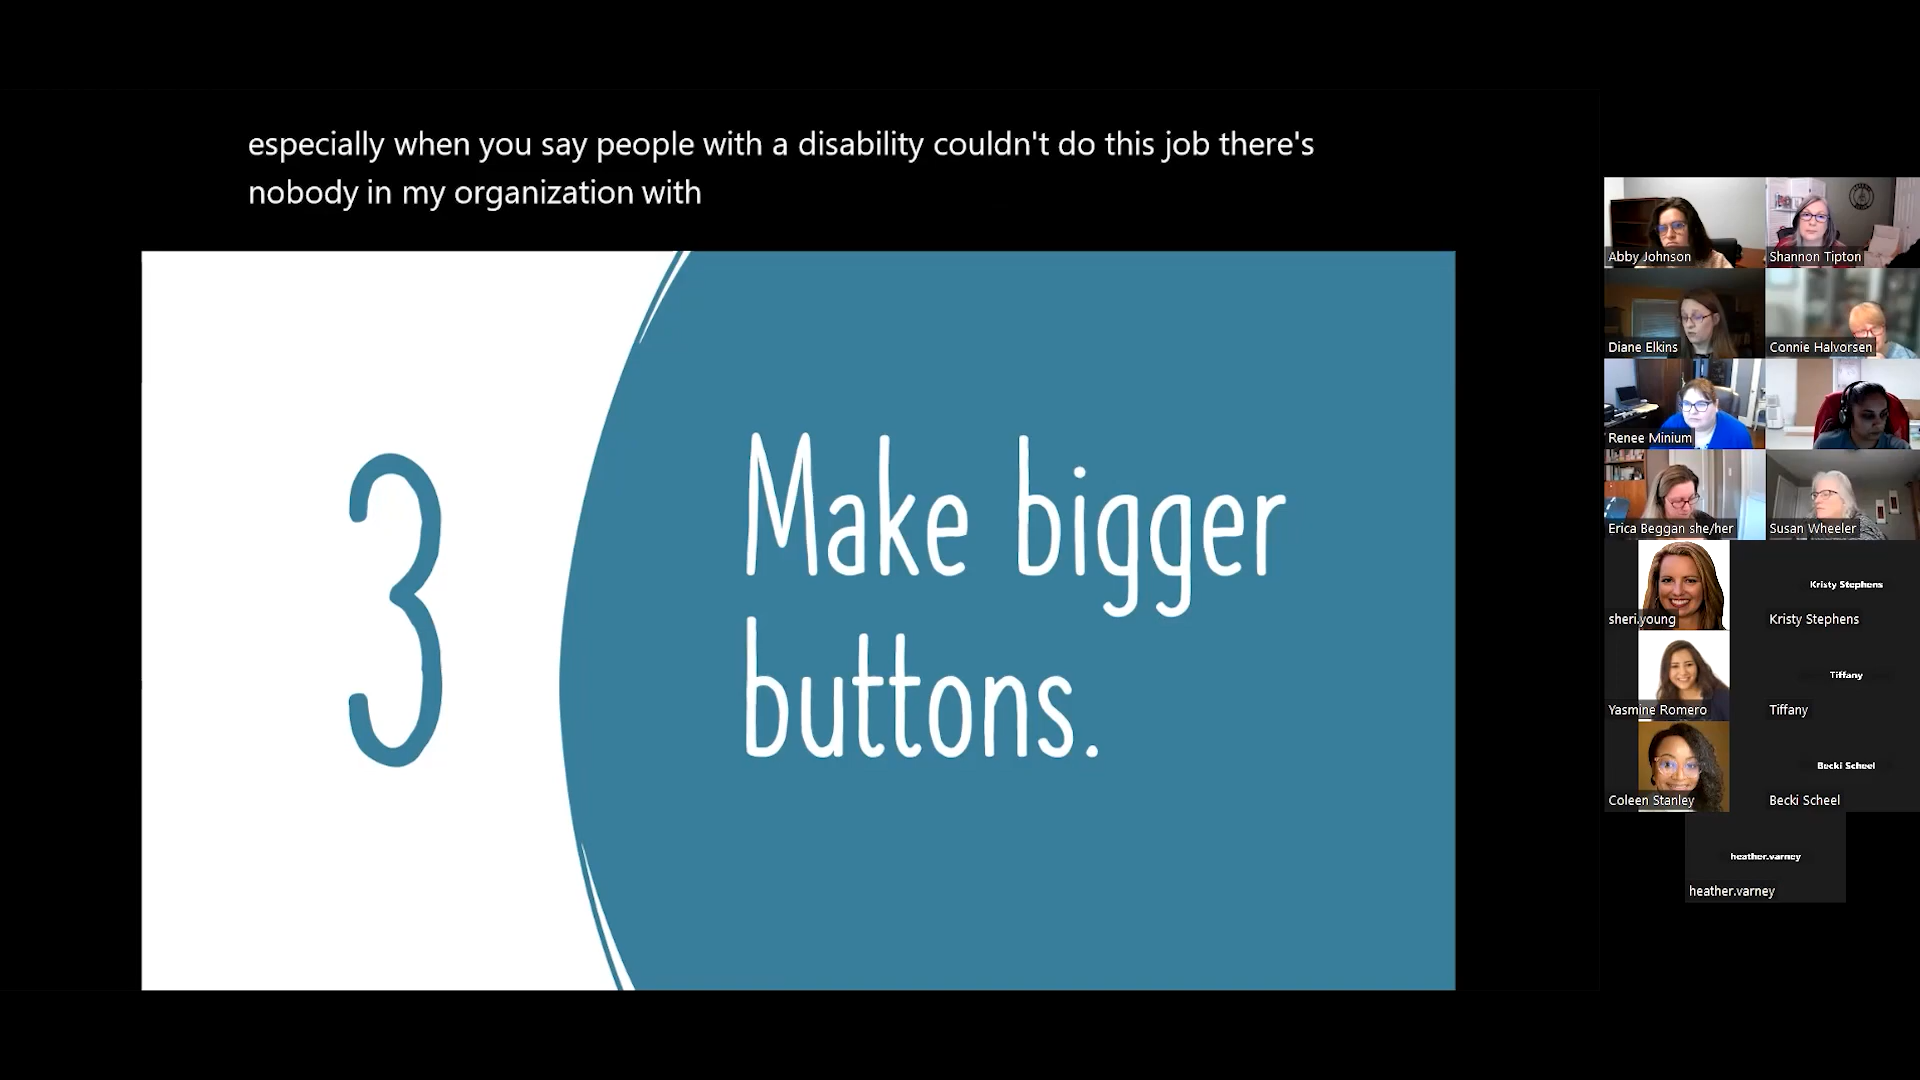 especially when you say people with a disability couldn't do this job there's
nobody in my organization with
3
Make bigger
buttons.
Abby Johnson
Shannon Tipton
Diane Elkins
Connie Halvorsen
Renee Minium
Erica Beggan she/her
Susan Wheeler
sheri.young
Kristy Stephens
Kristy Stephens
Yasmine Romero
Tiffany
Tiffany
Coleen Stanley
Becki Scheel
Becki Scheel
heather.varney
heather.varney